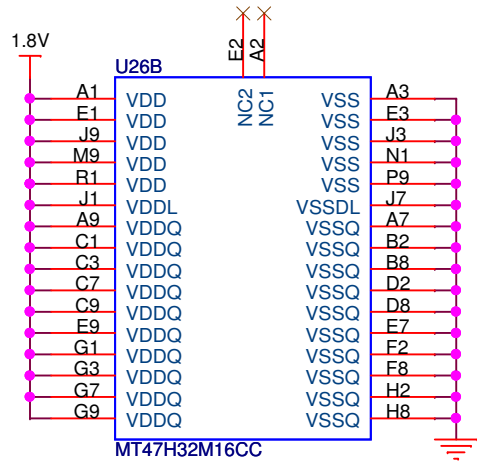 1.8V
U26B
E2 A2
NC2 NC1
A1 VDD VSS A3
E1 VDD VSS E3
J9 VDD VSS J3
M9 VDD VSS N1
R1 VDD VSS P9
J1 VDDL VSSDL J7
A9 VDDQ VSSQ A7
C1 VDDQ VSSQ B2
C3 VDDQ VSSQ B8
C7 VDDQ VSSQ D2
C9 VDDQ VSSQ D8
E9 VDDQ VSSQ E7
G1 VDDQ VSSQ F2
G3 VDDQ VSSQ F8
G7 VDDQ VSSQ H2
G9 VDDQ VSSQ H8
MT47H32M16CC